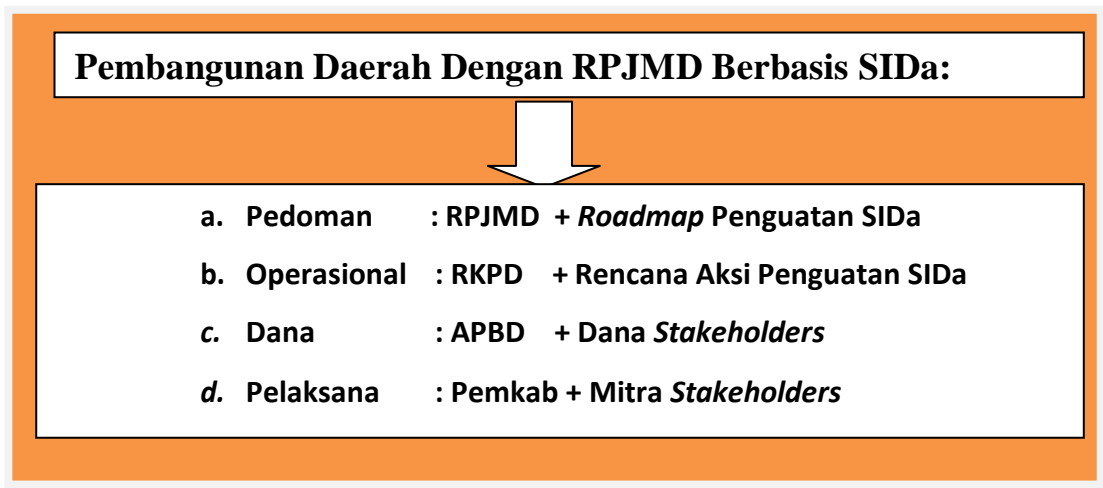 Pembangunan Daerah Dengan RPJMD Berbasis SIDa:
a. Pedoman : RPJMD + Roadmap Penguatan SIDa
b. Operasional : RKPD + Rencana Aksi Penguatan SIDa
c. Dana : APBD + Dana Stakeholders
d. Pelaksana : Pemkab + Mitra Stakeholders